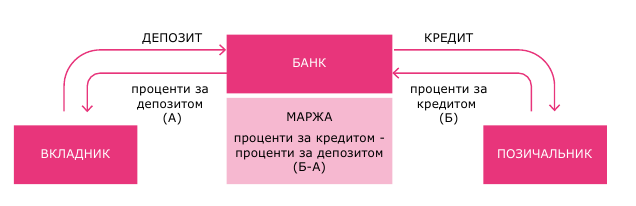 ДЕПОЗИТ
БАНК
КРЕДИТ
проценти за
депозитом
(А)
проценти за
кредитом
(Б)
МАРЖА
проценти за кредитом -
проценти за депозитом
(Б-А)
ВКЛАДНИК
ПОЗИЧАЛЬНИК